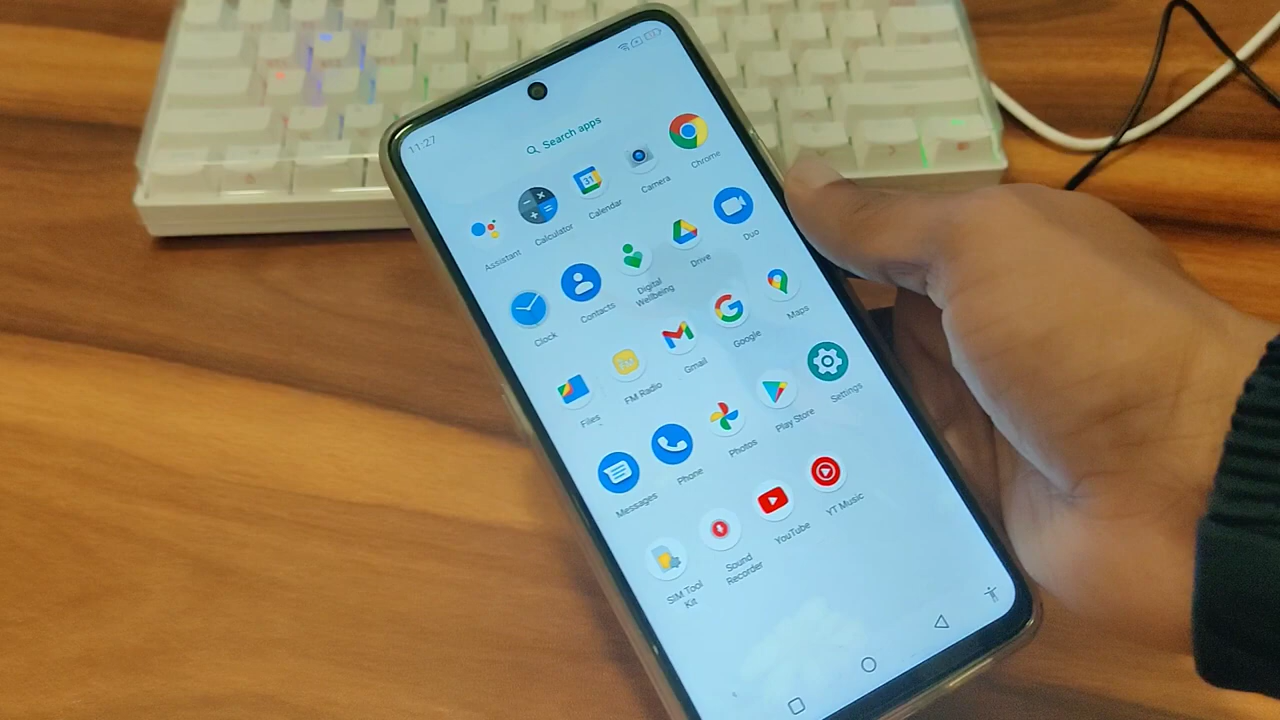 11:27
Search apps
Assistant
Calculator
31
Calendar
Camera
Chrome
Clock
Contacts
Digital
Wellbeing
Drive
Duo
Files
FM Radio
Gmail
Google
Maps
Messages
Phone
Photos
Play Store
Settings
SIM Tool
Kit
Sound
Recorder
YouTube
YT Music